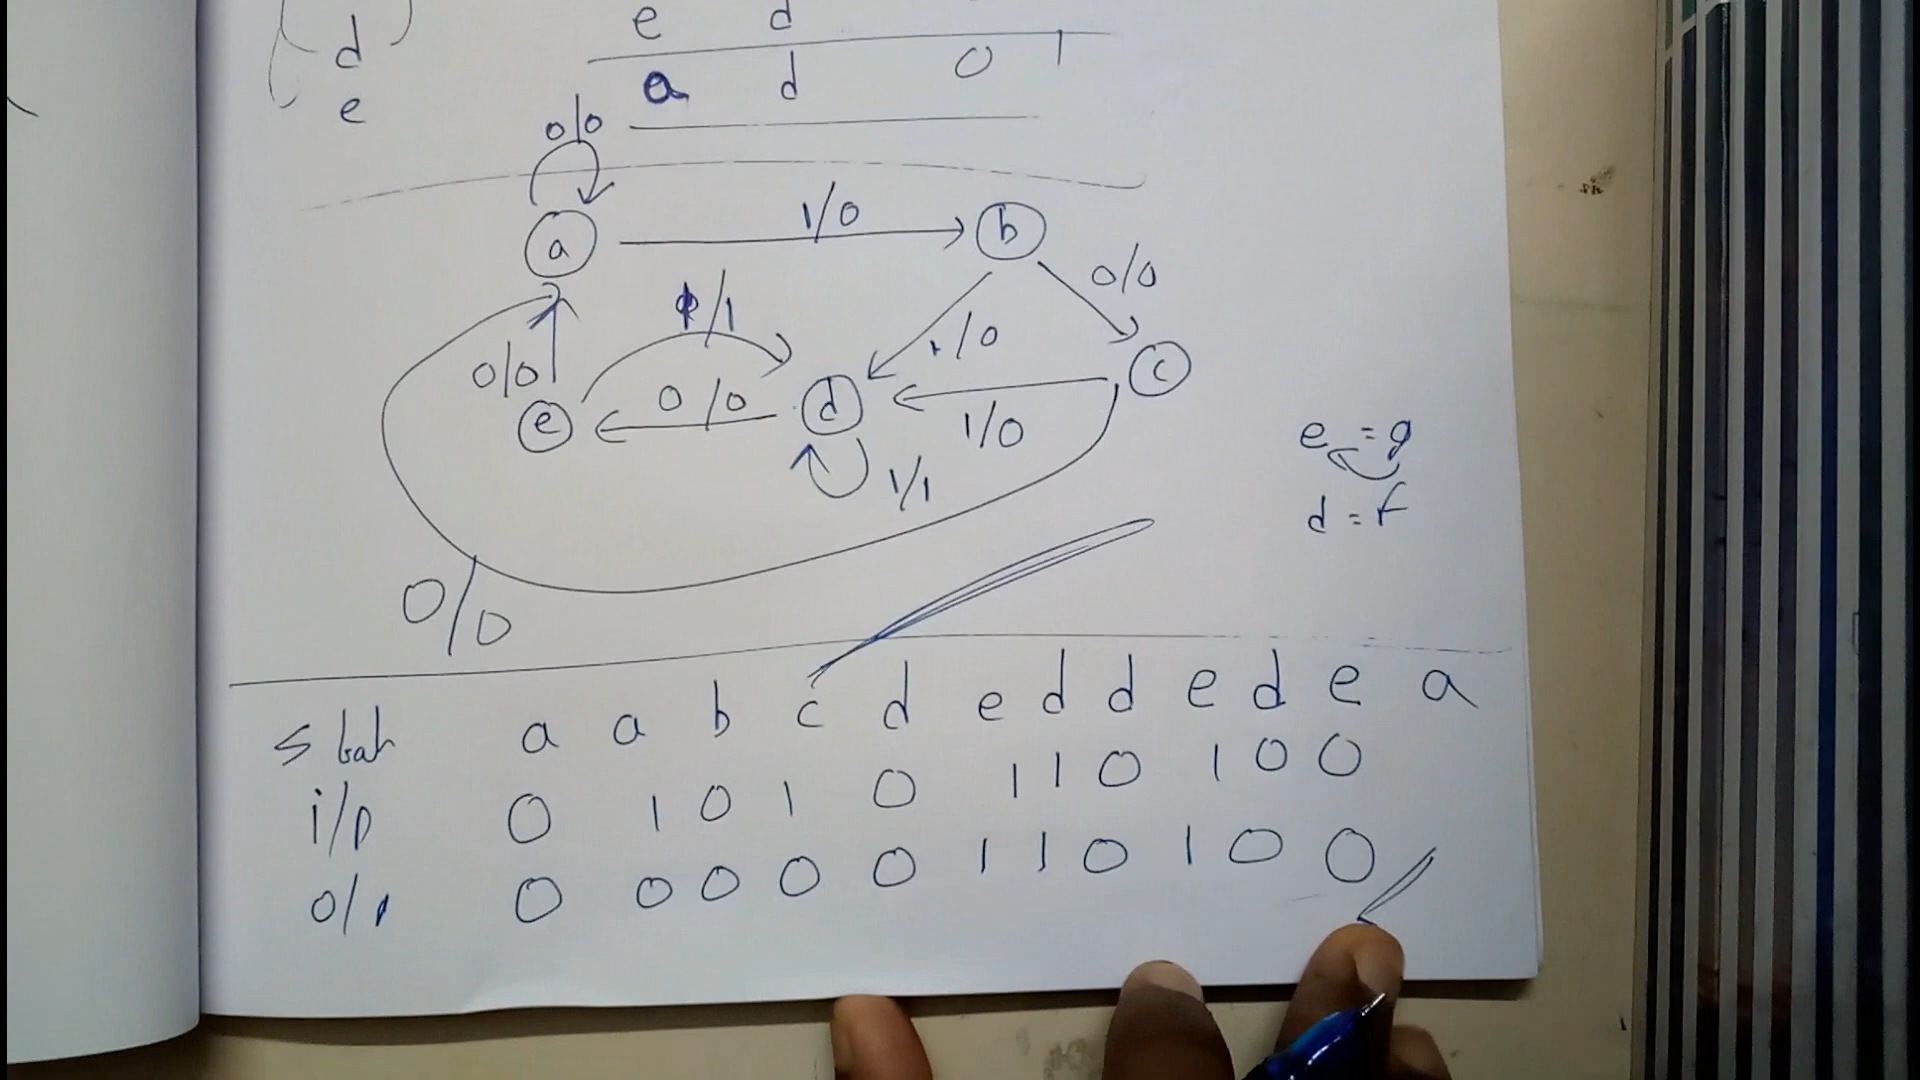 e d
d
a d 0 1
e
0/0
a 1/0 b
0/0
1/1 1/0
0/0 e 0/0 d 1/0 c
1/1
e = g
d = f
0/0
a a b c d e d d e d e a
i/p 0 1 0 1 0 1 1 0 1 0 0
0 0 0 0 0 1 1 0 1 0 0